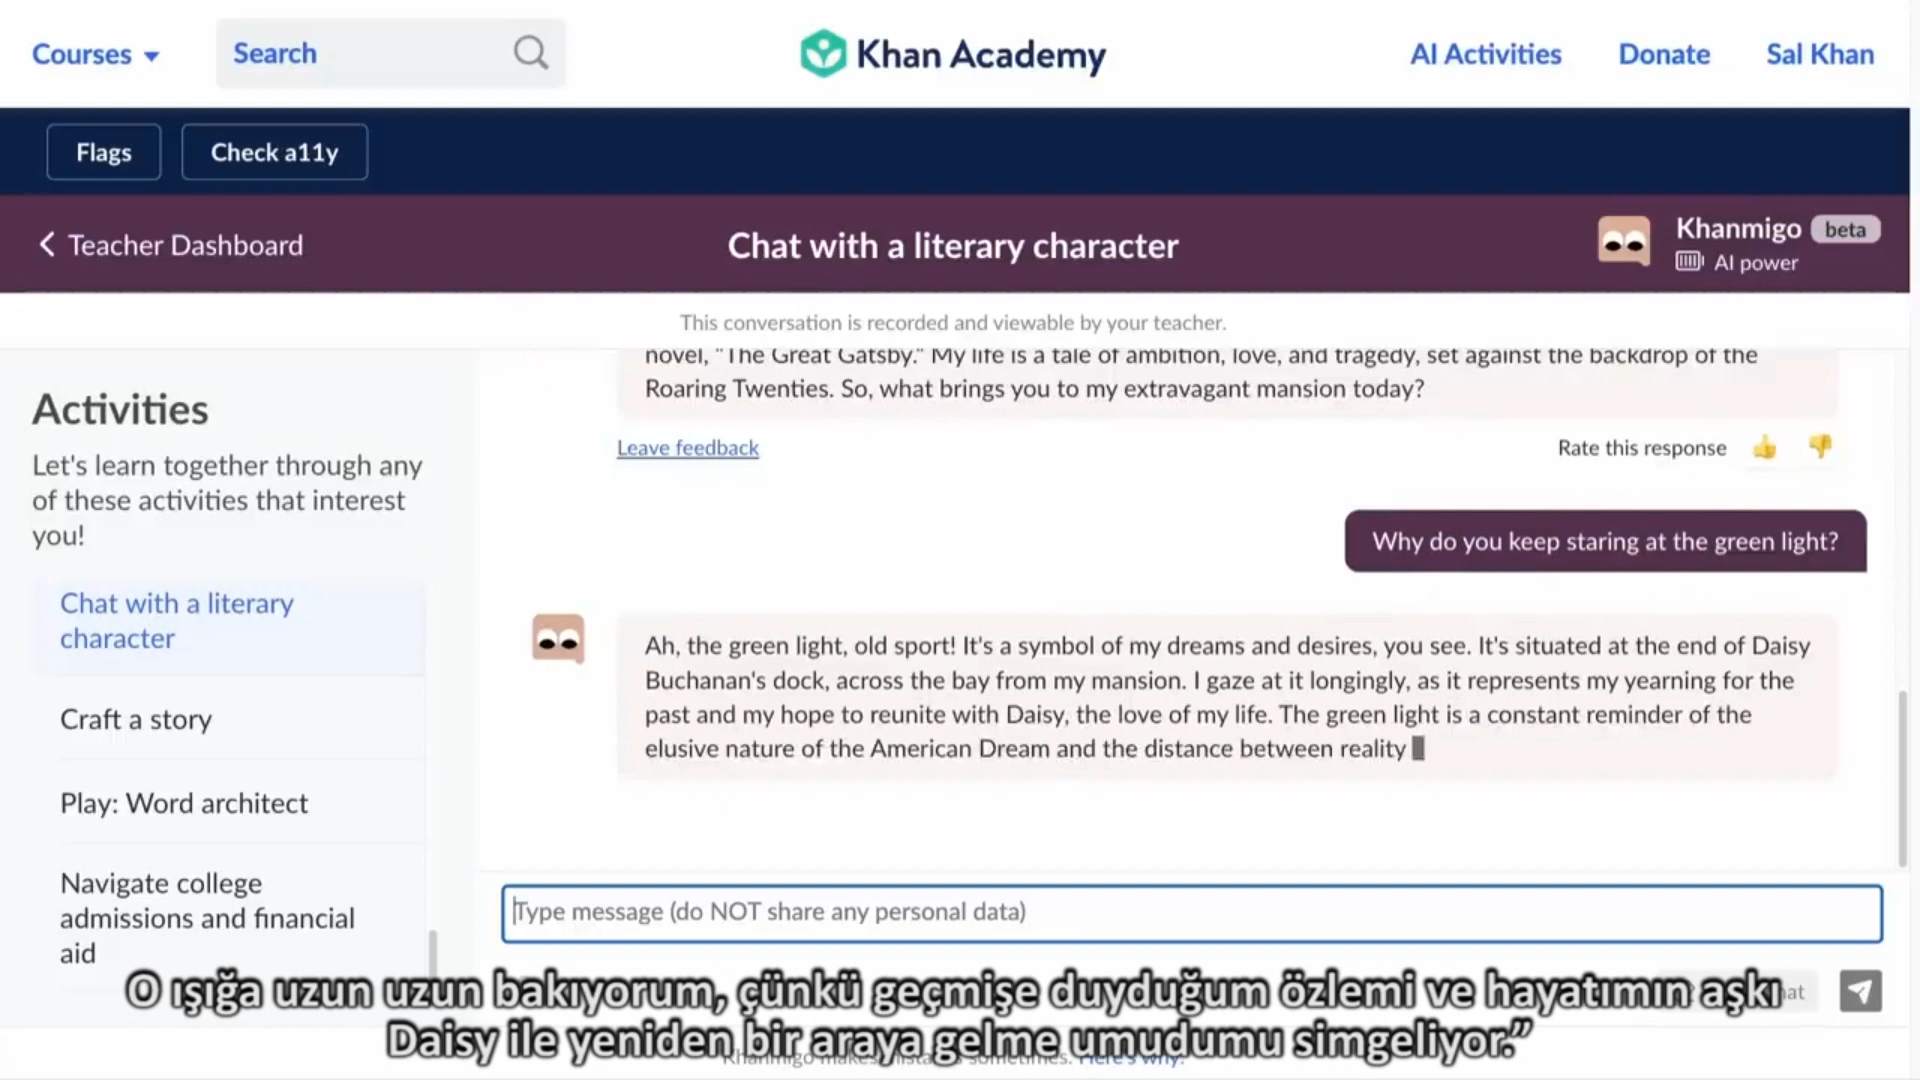 Courses
Search
Khan Academy
AI Activities
Donate
Sal Khan
Flags
Check a11y
Teacher Dashboard
Chat with a literary character
Khanmigo beta
AI power
This conversation is recorded and viewable by your teacher.
Activities
Let's learn together through any
of these activities that interest
you!
Chat with a literary
character
Craft a story
Play: Word architect
Navigate college
admissions and financial
aid
novel, "The Great Gatsby." My life is a tale of ambition, love, and tragedy, set against the backdrop of the
Roaring Twenties. So, what brings you to my extravagant mansion today?
Leave feedback
Rate this response
Why do you keep staring at the green light?
Ah, the green light, old sport! It's a symbol of my dreams and desires, you see. It's situated at the end of Daisy
Buchanan's dock, across the bay from my mansion. I gaze at it longingly, as it represents my yearning for the
past and my hope to reunite with Daisy, the love of my life. The green light is a constant reminder of the
elusive nature of the American Dream and the distance between reality
Type message (do NOT share any personal data)
O ışığa uzun uzun bakıyorum, çünkü geçmişe duyduğum özlemi ve hayatımın aşkı
Daisy ile yeniden bir araya gelme umudumu simgeliyor.”
Khanmigo makes mistakes sometimes. Here's why.